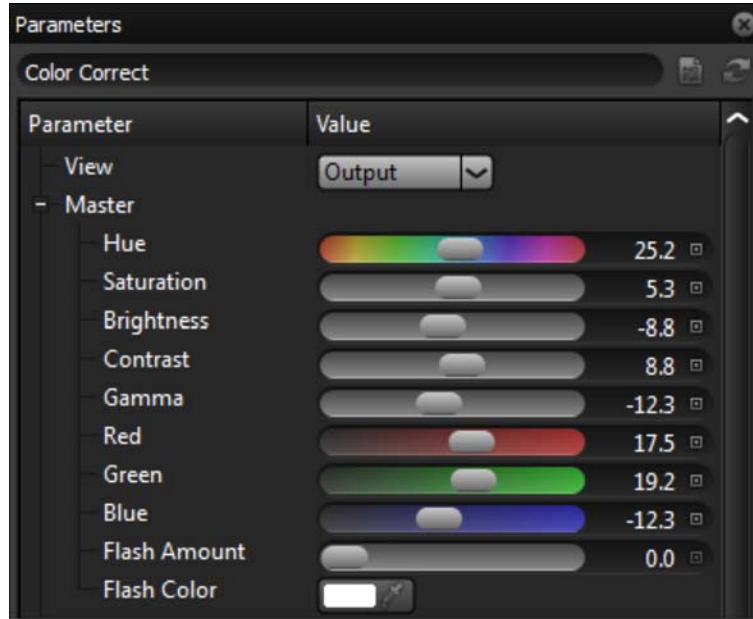 Parameters
Color Correct
Parameter Value
View Output
Master
Hue 25.2
Saturation 5.3
Brightness -8.8
Contrast 8.8
Gamma -12.3
Red 17.5
Green 19.2
Blue -12.3
Flash Amount 0.0
Flash Color